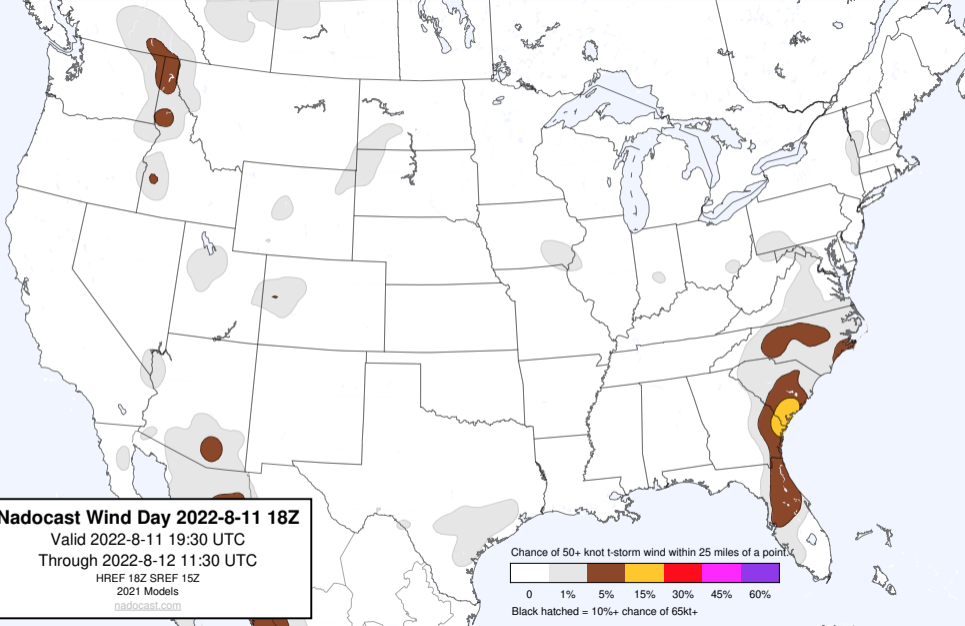 Nadocast Wind Day 2022-8-11 18Z
Valid 2022-8-11 19:30 UTC
Through 2022-8-12 11:30 UTC
HREF 18Z SREF 15Z
2021 Models
nadocast.com
Chance of 50+ knot t-storm wind within 25 miles of a point.
0 1% 5% 15% 30% 45% 60%
Black hatched = 10%+ chance of 65kt+